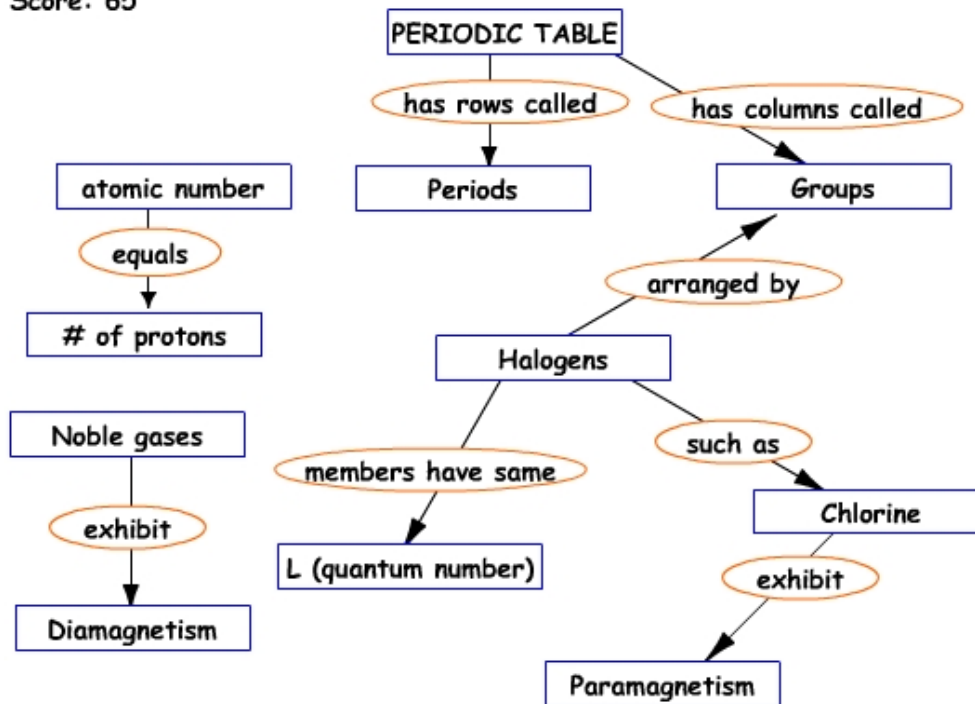 Score: 65
PERIODIC TABLE
has rows called
has columns called
atomic number
Periods
Groups
equals
arranged by
# of protons
Halogens
Noble gases
such as
members have same
Chlorine
exhibit
L (quantum number)
exhibit
Diamagnetism
Paramagnetism